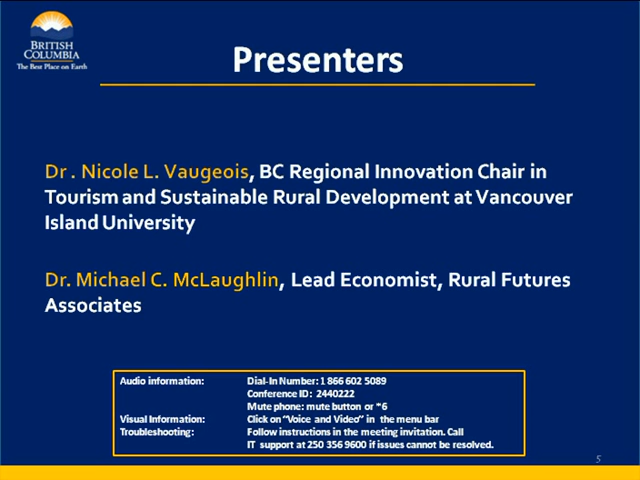 BRITISH
COLUMBIA
The Best Place on Earth
Presenters
Dr . Nicole L. Vaugeois, BC Regional Innovation Chair in
Tourism and Sustainable Rural Development at Vancouver
Island University
Dr. Michael C. McLaughlin, Lead Economist, Rural Futures
Associates
Audio information: Dial-In Number: 1 866 602 5089
Conference ID: 2440222
Mute phone: mute button or *6
Visual Information: Click on “Voice and Video” in the menu bar
Troubleshooting: Follow instructions in the meeting invitation. Call
IT support at 250 356 9600 if issues cannot be resolved.
5